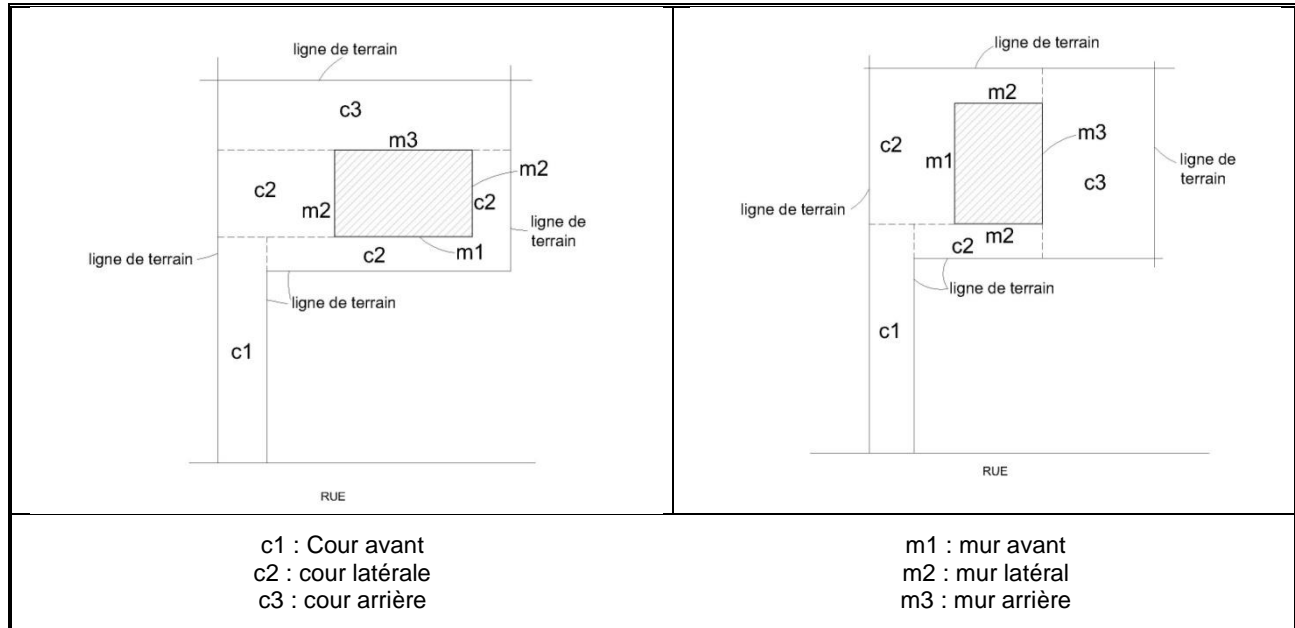 ligne de terrain
c3
m3
m2
c2
m2
c2
ligne de
terrain
ligne de terrain
c2
m1
ligne de terrain
c1
RUE
ligne de terrain
m2
m3
c2
m1
ligne de
terrain
c3
ligne de terrain
m2
c2
ligne de terrain
c1
RUE
c1 : Cour avant
c2 : cour latérale
c3 : cour arrière
m1 : mur avant
m2 : mur latéral
m3 : mur arrière